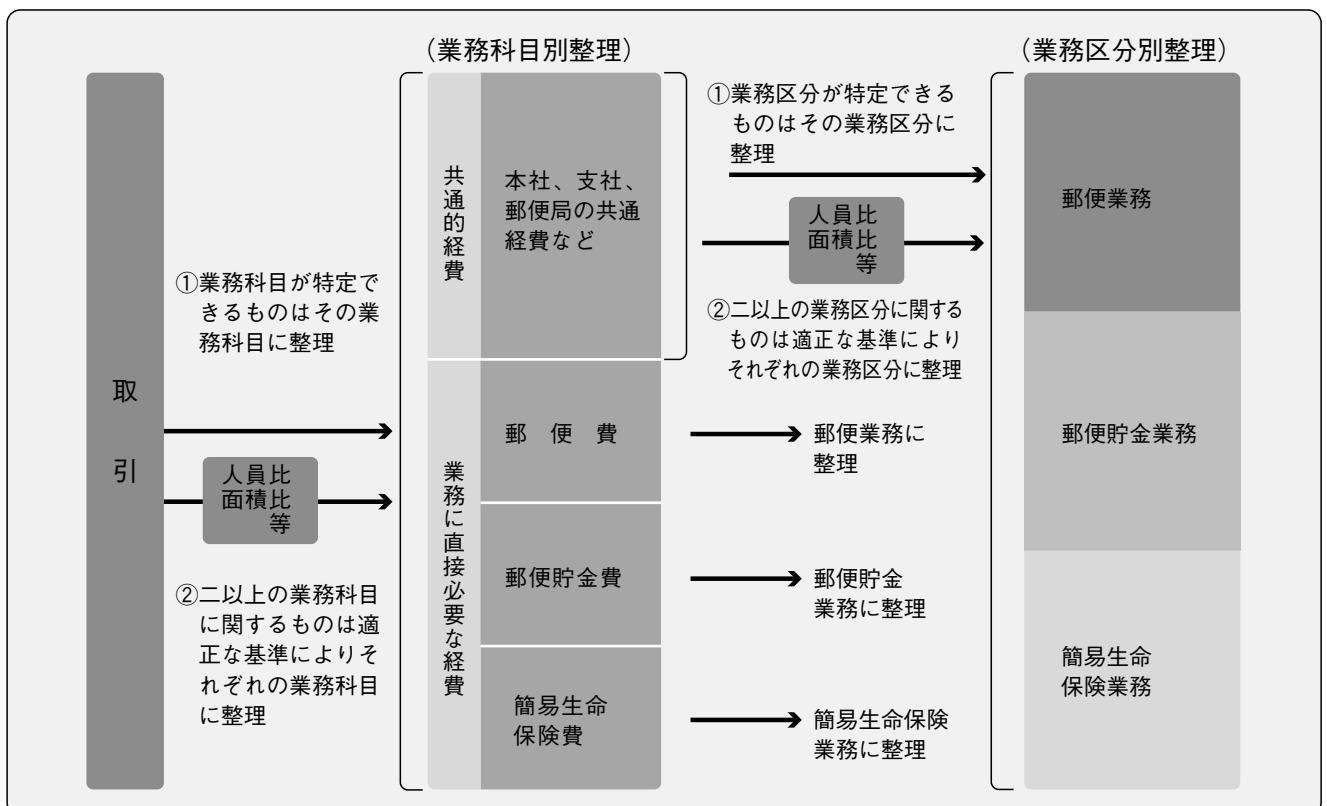 (業務科目別整理)
(業務区分別整理)
取
引
①業務科目が特定で
きるものはその業
務科目に整理
人員比
面積比
等
②二以上の業務科目
に関するものは適
正な基準によりそ
れぞれの業務科目
に整理
共通的経費
本社、支社、
郵便局の共通
経費など
業務に直接必要な経費
郵 便 費
郵便貯金費
簡易生命
保険費
①業務区分が特定できる
ものはその業務区分に
整理
人員比
面積比
等
②二以上の業務区分に関する
ものは適正な基準により
それぞれの業務区分に整理
郵便業務に
整理
郵便貯金
業務に整理
簡易生命保険
業務に整理
郵便業務
郵便貯金業務
簡易生命
保険業務